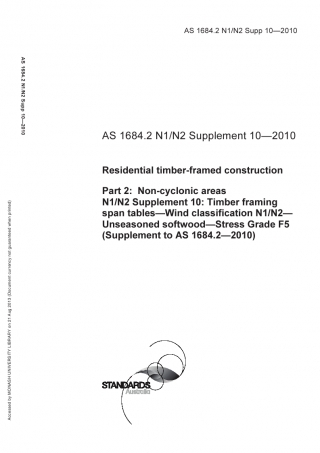 AS 1684.2 N1/N2 Supp 10—2010
AS 1684.2 N1/N2 Supp 10—2010
AS 1684.2 N1/N2 Supplement 10—2010
Residential timber-framed construction
Part 2: Non-cyclonic areas
N1/N2 Supplement 10: Timber framing
span tables—Wind classification N1/N2—
Unseasoned softwood—Stress Grade F5
(Supplement to AS 1684.2—2010)
Accessed by MONASH UNIVERSITY LIBRARY on 21 Aug 2010 (Document currency not guaranteed when printed)
STANDARDS
Australia